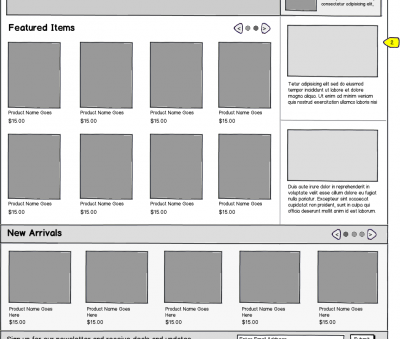 consectetur adipisicing elit,
Featured Items
Tetur adipisicing elit sed do eiusmod
tempor incididunt ut labore et dolore
magna aliqua. Ut enim ad minim veniam
quis nostrud exercitation ullamco laboris nisi
Product Name Goes
$15.00
Product Name Goes
$15.00
Product Name Goes
$15.00
Product Name Goes
$15.00
Duis aute irure dolor in reprehenderit in
voluptate velit esse cillum dolore eu fugiat
nulla pariatur. Excepteur sint occaecat
cupidatat non proident, sunt in culpa qui
officia deserunt mollit anim id est laborum.
Product Name Goes
$15.00
Product Name Goes
$15.00
Product Name Goes
$15.00
Product Name Goes
$15.00
New Arrivals
Product Name Goes
Here
$15.00
Product Name Goes
Here
$15.00
Product Name Goes
Here
$15.00
Product Name Goes
Here
$15.00
Product Name Goes
Here
$15.00
Sign up for our newsletter and receive deals and updates
Enter Email Address
Submit